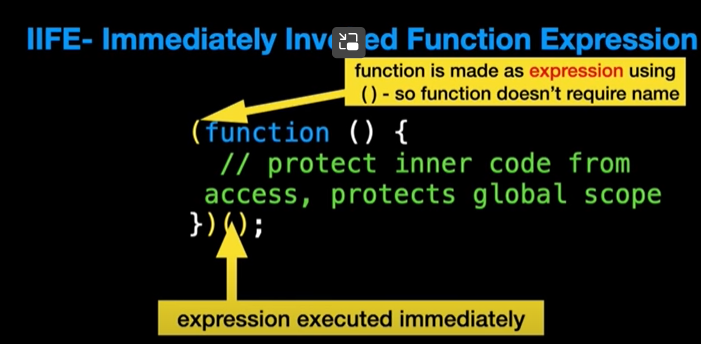 IIFE- Immediately Inv ed Function Expression
function is made as expression using
() - so function doesn't require name
(function () {
// protect inner code from
access, protects global scope
})();
expression executed immediately